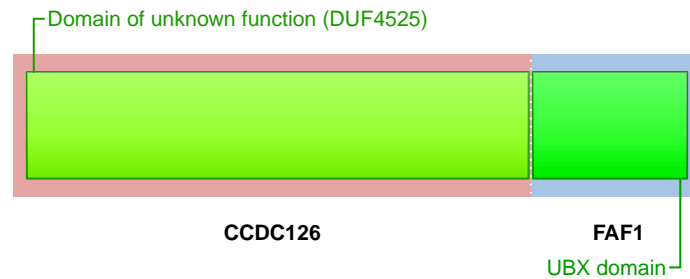 Domain of unknown function (DUF4525)
CCDC126
FAF1
UBX domain